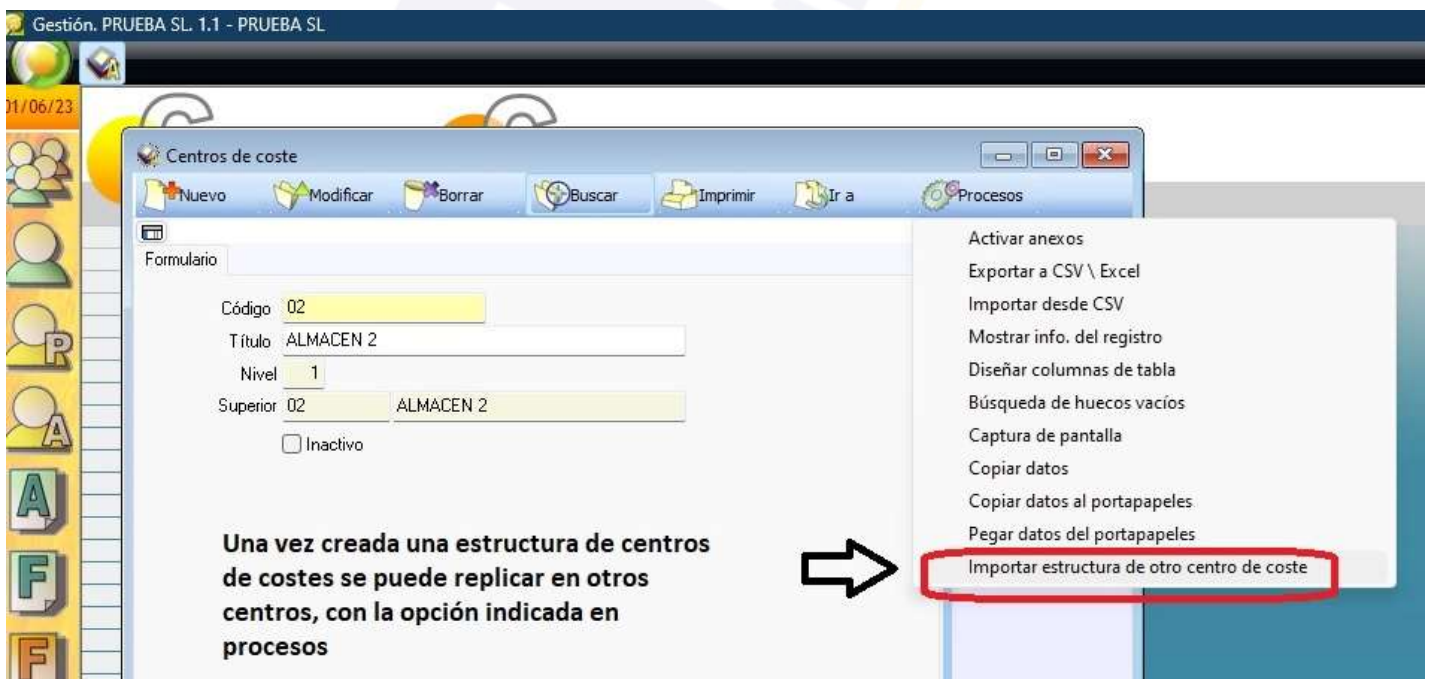 Gestión. PRUEBA SL. 1.1 - PRUEBA SL
01/06/23
Centros de coste
Nuevo Modificar Borrar Buscar Imprimir Ir a Procesos
Formulario
Código 02
Título ALMACEN 2
Nivel 1
Superior 02 ALMACEN 2
Inactivo
Activar anexos
Exportar a CSV \ Excel
Importar desde CSV
Mostrar info. del registro
Diseñar columnas de tabla
Búsqueda de huecos vacíos
Captura de pantalla
Copiar datos
Copiar datos al portapapeles
Pegar datos del portapapeles
Importar estructura de otro centro de coste
Una vez creada una estructura de centros
de costes se puede replicar en otros
centros, con la opción indicada en
procesos
R
A
A
F
F